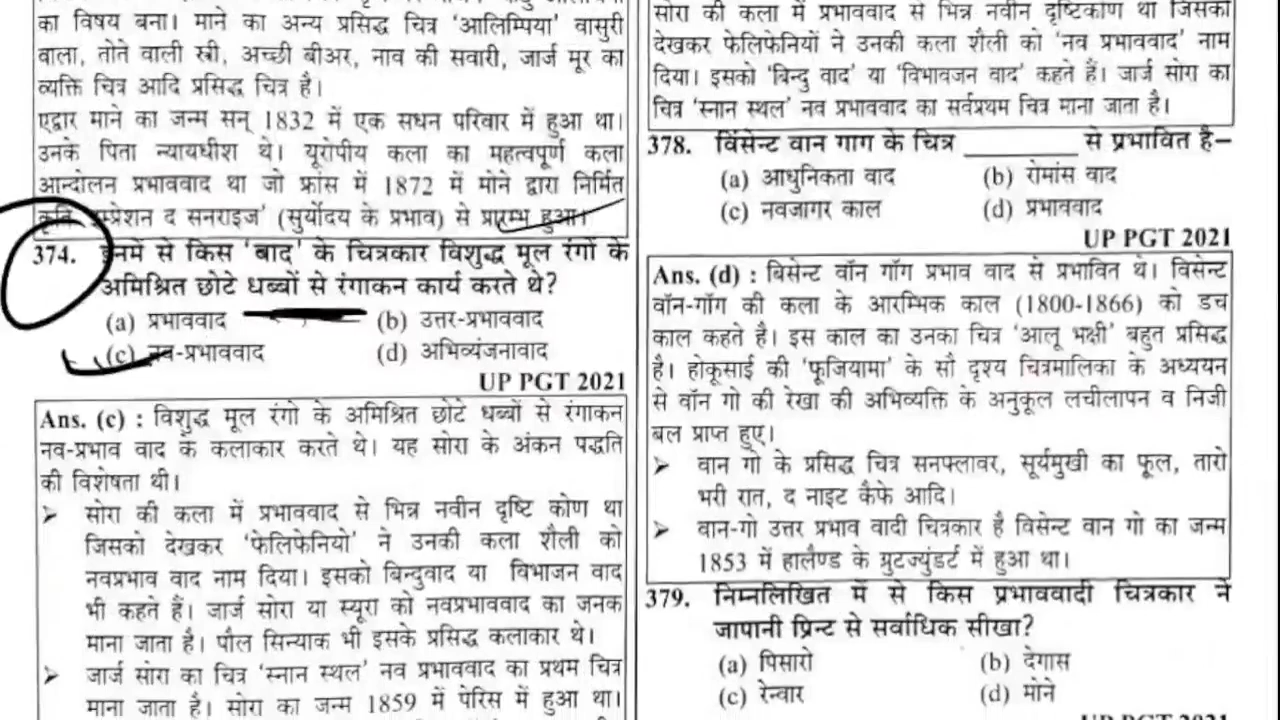 का विषय बना। माने का अन्य प्रसिद्ध चित्र ‘आलिम्पिया’ वासुरी
वाला, तोते वाली स्त्री, अच्छी बीअर, नाव की सवारी, जार्ज मूर का
व्यक्ति चित्र आदि प्रसिद्ध चित्र है।
एद्वार माने का जन्म सन् 1832 में एक सधन परिवार में हुआ था।
उनके पिता न्यायधीश थे। यूरोपीय कला का महत्वपूर्ण कला
आन्दोलन प्रभाववाद था जो फ्रांस में 1872 में मोने द्वारा निर्मित
कृति इम्प्रेशन द सनराइज’ (सुर्योदय के प्रभाव) से प्रारम्भ हुआ।
374. इनमें से किस ‘बाद’ के चित्रकार विशुद्ध मूल रंगों के
अमिश्रित छोटे धब्बों से रंगाकन कार्य करते थे?
(a) प्रभाववाद (b) उत्तर-प्रभाववाद
(c) नव-प्रभाववाद (d) अभिव्यंजनावाद
UP PGT 2021
Ans. (c) : विशुद्ध मूल रंगो के अमिश्रित छोटे धब्बों से रंगाकन
नव-प्रभाव वाद के कलाकार करते थे। यह सोरा के अंकन पद्धति
की विशेषता थी।
➢ सोरा की कला में प्रभाववाद से भिन्न नवीन दृष्टि कोण था
जिसको देखकर ‘फेलिफेनियो’ ने उनकी कला शैली को
नवप्रभाव वाद नाम दिया। इसको बिन्दुवाद या विभाजन वाद
भी कहते हैं। जार्ज सोरा या स्यूरा को नवप्रभाववाद का जनक
माना जाता है। पौल सिन्याक भी इसके प्रसिद्ध कलाकार थे।
➢ जार्ज सोरा का चित्र ‘स्नान स्थल’ नव प्रभाववाद का प्रथम चित्र
माना जाता है। सोरा का जन्म 1859 में पेरिस में हुआ था।
सोरा की कला में प्रभाववाद से भिन्न नवीन दृष्टिकोण था जिसको
देखकर फेलिफेनियों ने उनकी कला शैली को ‘नव प्रभाववाद’ नाम
दिया। इसको ‘बिन्दु वाद’ या ‘विभावजन वाद’ कहते हैं। जार्ज सोरा का
चित्र ‘स्नान स्थल’ नव प्रभाववाद का सर्वप्रथम चित्र माना जाता है।
378. विंसेन्ट वान गाग के चित्र ________ से प्रभावित है–
(a) आधुनिकता वाद (b) रोमांस वाद
(c) नवजागर काल (d) प्रभाववाद
UP PGT 2021
Ans. (d) : बिसेन्ट वॉन गॉग प्रभाव वाद से प्रभावित थे। विसेन्ट
वॉन-गॉग की कला के आरम्भिक काल (1800-1866) को डच
काल कहते है। इस काल का उनका चित्र ‘आलू भक्षी’ बहुत प्रसिद्ध
है। होकूसाई की ‘फूजियामा’ के सौ दृश्य चित्रमालिका के अध्ययन
से वॉन गो की रेखा की अभिव्यक्ति के अनुकूल लचीलापन व निजी
बल प्राप्त हुए।
➢ वान गो के प्रसिद्ध चित्र सनफ्लावर, सूर्यमुखी का फूल, तारो
भरी रात, द नाइट कैफे आदि।
➢ वान-गो उत्तर प्रभाव वादी चित्रकार है विसेन्ट वान गो का जन्म
1853 में हालैण्ड के ग्रुटज्युंडर्ट में हुआ था।
379. निम्नलिखित में से किस प्रभाववादी चित्रकार ने
जापानी प्रिन्ट से सर्वाधिक सीखा?
(a) पिसारो (b) देगास
(c) रेन्वार (d) मोने